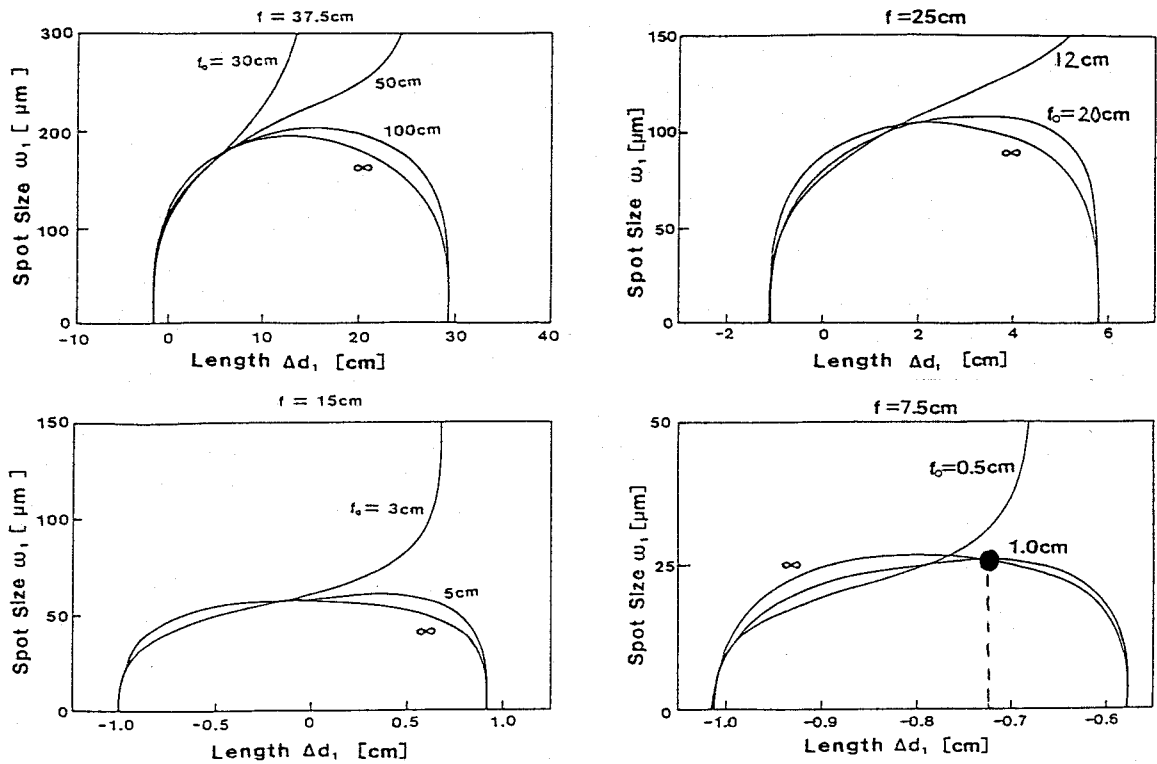 f = 37.5cm
300
200
100
0
Spot Size ω₁ [ μm ]
f₀= 30cm
50cm
100cm
∞
-10
0
10
20
30
40
Length Δd₁ [cm]
f =25cm
150
100
50
0
Spot Size ω₁ [μm]
12cm
f₀=20cm
∞
-2
0
2
4
6
Length Δd₁ [cm]
f = 15cm
150
100
50
0
Spot Size ω₁ [ μm ]
f₀= 3cm
5cm
∞
-1.0
-0.5
0
0.5
1.0
Length Δd₁ [cm]
f =7.5cm
50
25
0
Spot Size ω₁ [μm]
f₀=0.5cm
1.0cm
∞
-1.0
-0.9
-0.8
-0.7
-0.6
Length Δd₁ [cm]